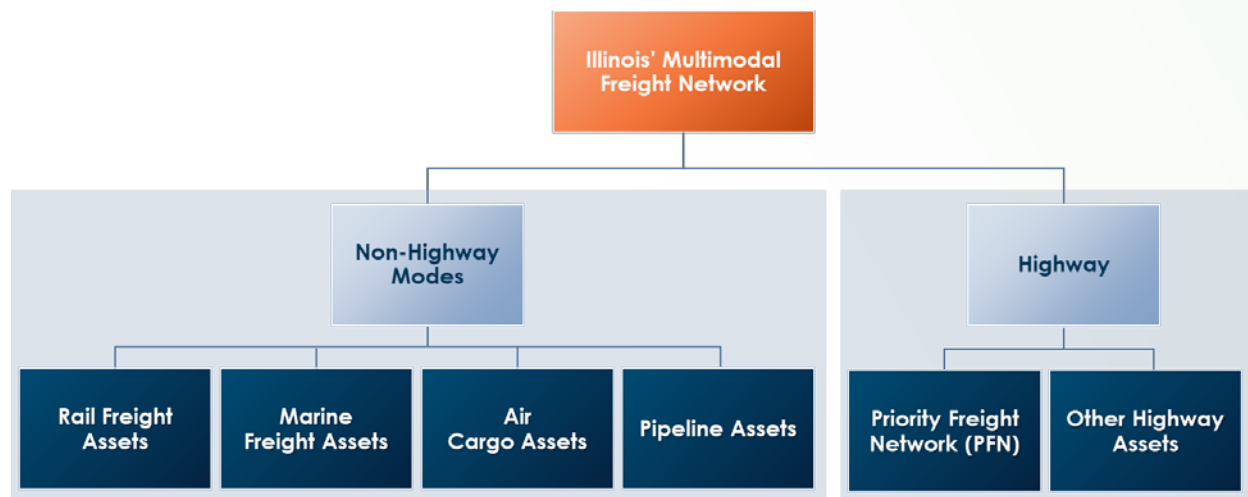 Illinois' Multimodal
Freight Network
Non-Highway
Modes
Highway
Rail Freight
Assets
Marine
Freight Assets
Air
Cargo Assets
Pipeline Assets
Priority Freight
Network (PFN)
Other Highway
Assets